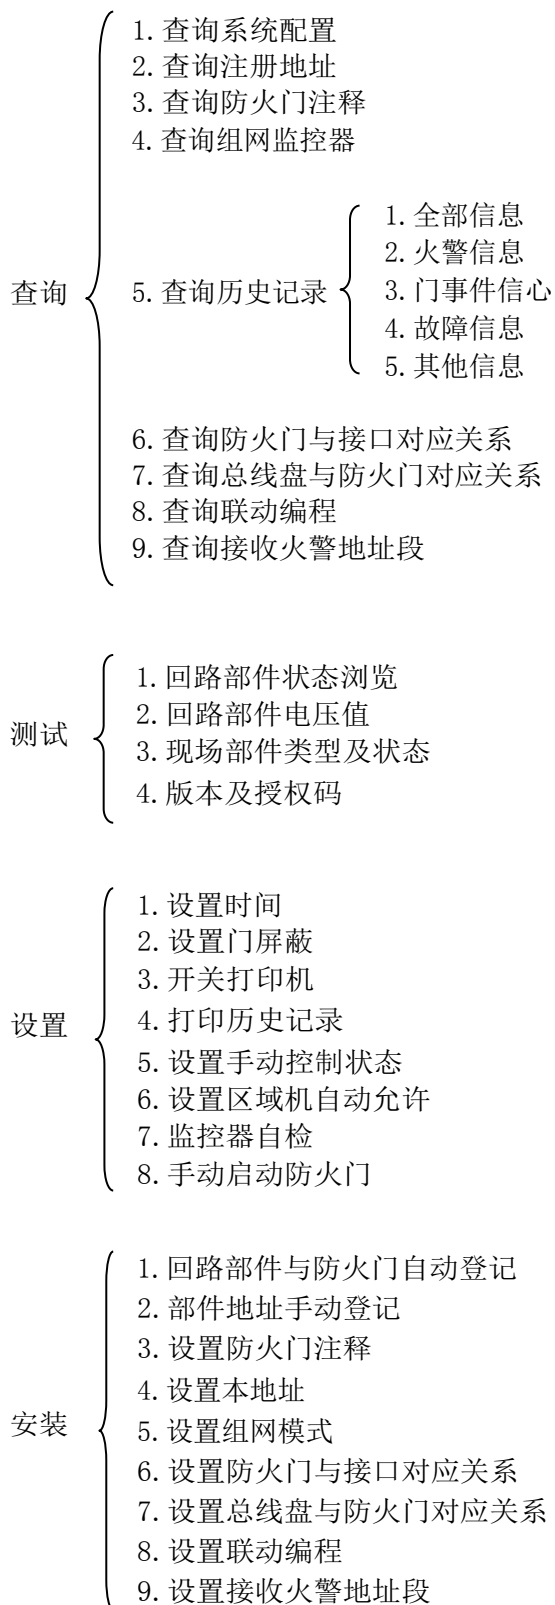 1. 查询系统配置
2. 查询注册地址
3. 查询防火门注释
4. 查询组网监控器
查询
5. 查询历史记录
1. 全部信息
2. 火警信息
3. 门事件信心
4. 故障信息
5. 其他信息
6. 查询防火门与接口对应关系
7. 查询总线盘与防火门对应关系
8. 查询联动编程
9. 查询接收火警地址段
测试
1. 回路部件状态浏览
2. 回路部件电压值
3. 现场部件类型及状态
4. 版本及授权码
设置
1. 设置时间
2. 设置门屏蔽
3. 开关打印机
4. 打印历史记录
5. 设置手动控制状态
6. 设置区域机自动允许
7. 监控器自检
8. 手动启动防火门
安装
1. 回路部件与防火门自动登记
2. 部件地址手动登记
3. 设置防火门注释
4. 设置本地址
5. 设置组网模式
6. 设置防火门与接口对应关系
7. 设置总线盘与防火门对应关系
8. 设置联动编程
9. 设置接收火警地址段